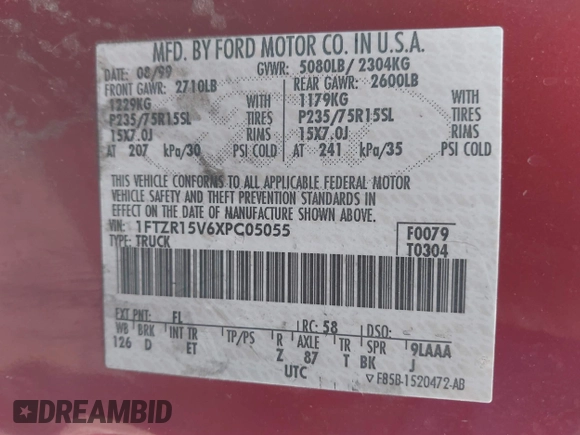 MFD. BY FORD MOTOR CO. IN U.S.A.
DATE: 08/99 GVWR: 5080LB/ 2304KG
FRONT GAWR: 2710LB REAR GAWR: 2600LB
1229KG WITH 1179KG WITH
P235/75R15SL TIRES P235/75R15SL TIRES
15X7.0J RIMS 15X7.0J RIMS
AT 207 kPa/30 PSI COLD AT 241 kPa/35 PSI COLD
THIS VEHICLE CONFORMS TO ALL APPLICABLE FEDERAL MOTOR
VEHICLE SAFETY AND THEFT PREVENTION STANDARDS IN
EFFECT ON THE DATE OF MANUFACTURE SHOWN ABOVE.
VIN: 1FTZR15V6XPC05055 F0079
TYPE: TRUCK T0304
EXT PNT: FL RC: 58 DSO:
WB BRK INT TR TP/PS R AXLE TR SPR 9LAAA
126 D ET Z 87 T BK J
UTC F85B-1520472-AB
DREAMBID